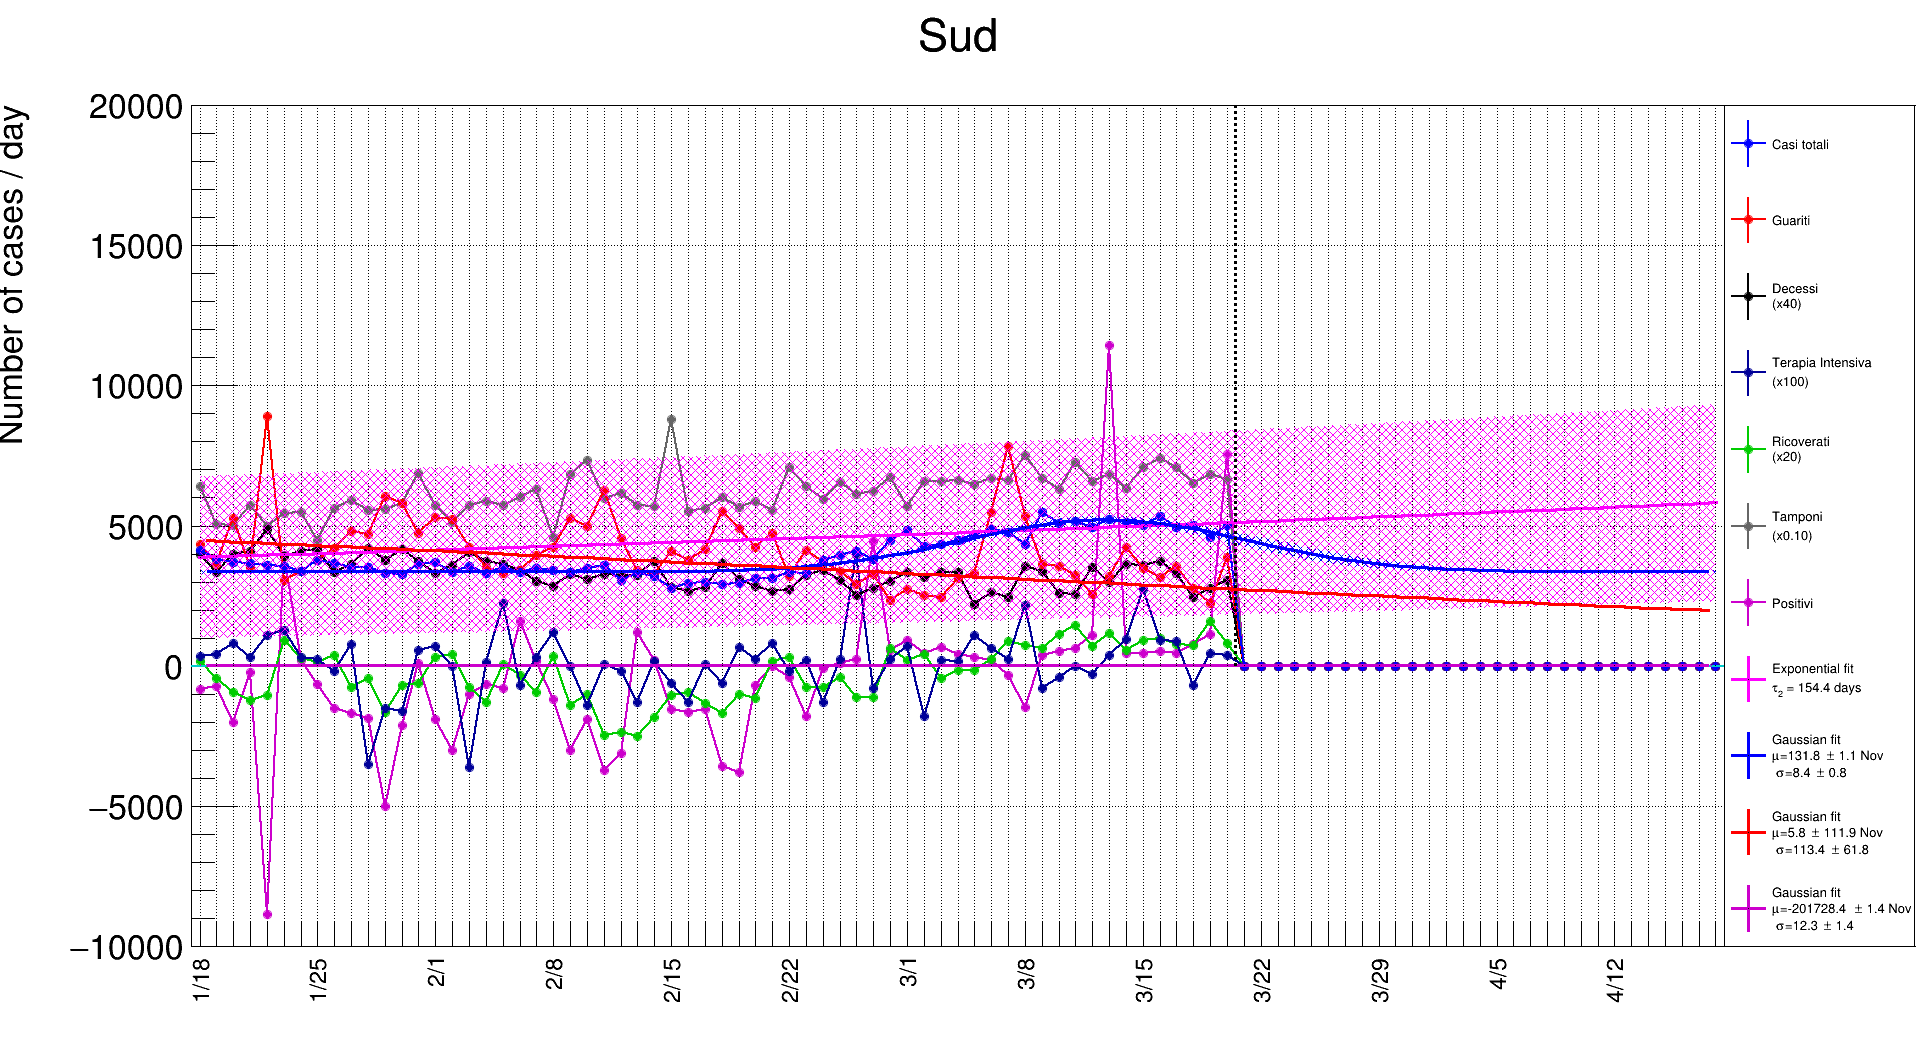 Sud
Number of cases / day
20000
15000
10000
5000
0
−5000
−10000
1/18
1/25
2/1
2/8
2/15
2/22
3/1
3/8
3/15
3/22
3/29
4/5
4/12
Casi totali
Guariti
Decessi
(x40)
Terapia Intensiva
(x100)
Ricoverati
(x20)
Tamponi
(x0.10)
Positivi
Exponential fit
τ2 = 154.4 days
Gaussian fit
μ=131.8 ± 1.1 Nov
σ=8.4 ± 0.8
Gaussian fit
μ=5.8 ± 111.9 Nov
σ=113.4 ± 61.8
Gaussian fit
μ=-201728.4 ± 1.4 Nov
σ=12.3 ± 1.4